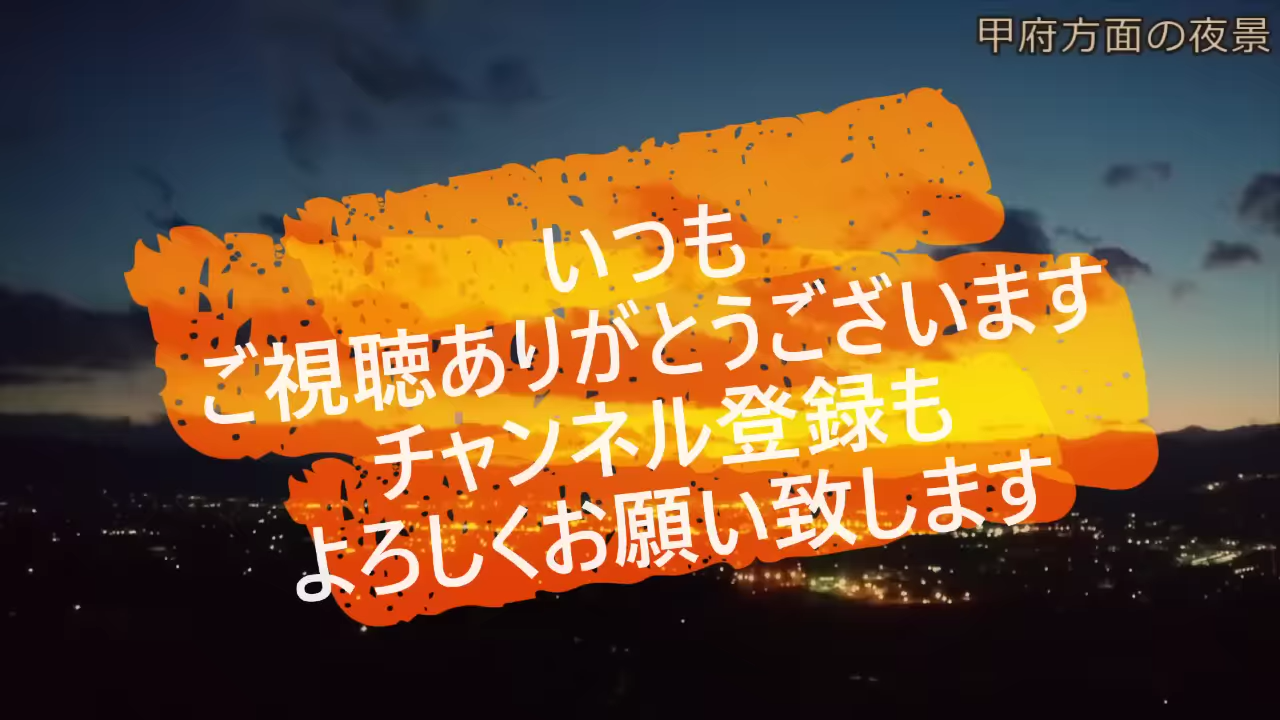 甲府方面の夜景
いつも
ご視聴ありがとうございます
チャンネル登録も
よろしくお願い致します